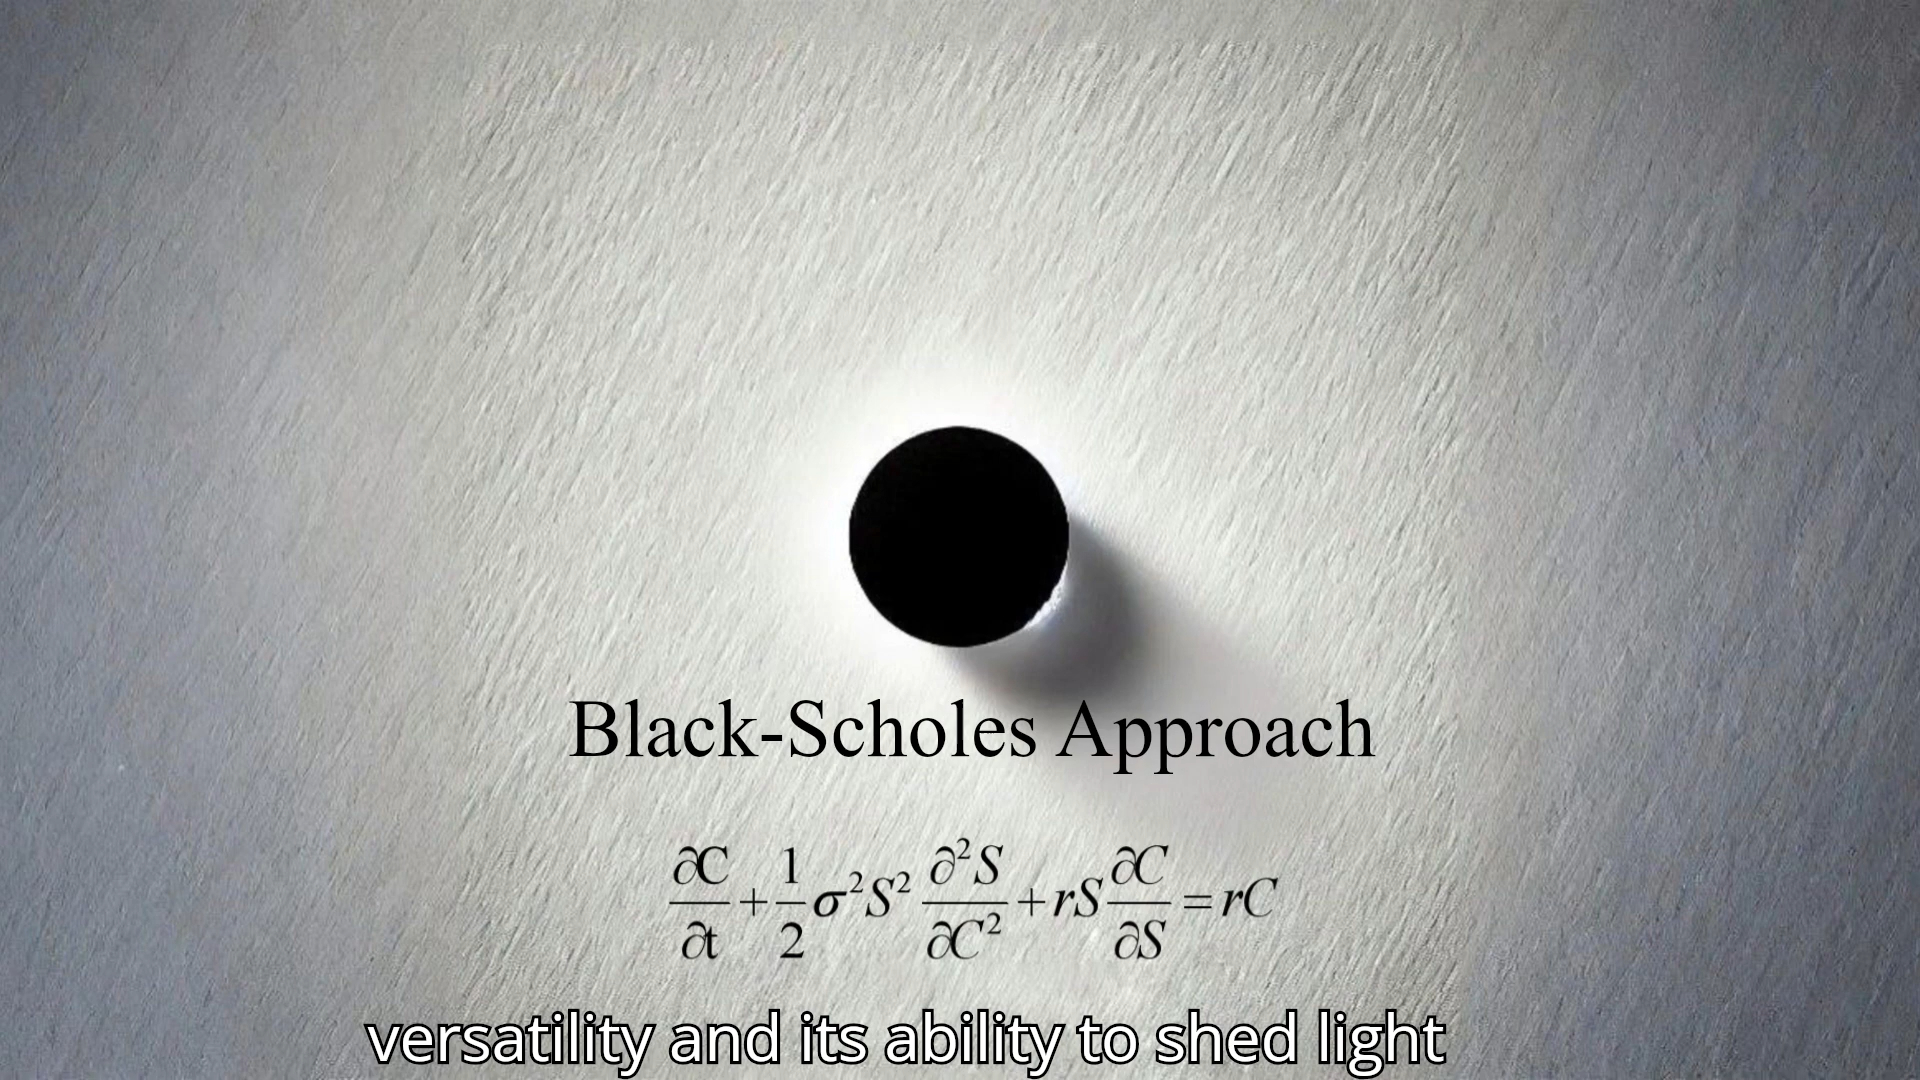 Black-Scholes Approach
∂C/∂t + 1/2 σ²S² ∂²S/∂C² + rS ∂C/∂S = rC
versatility and its ability to shed light